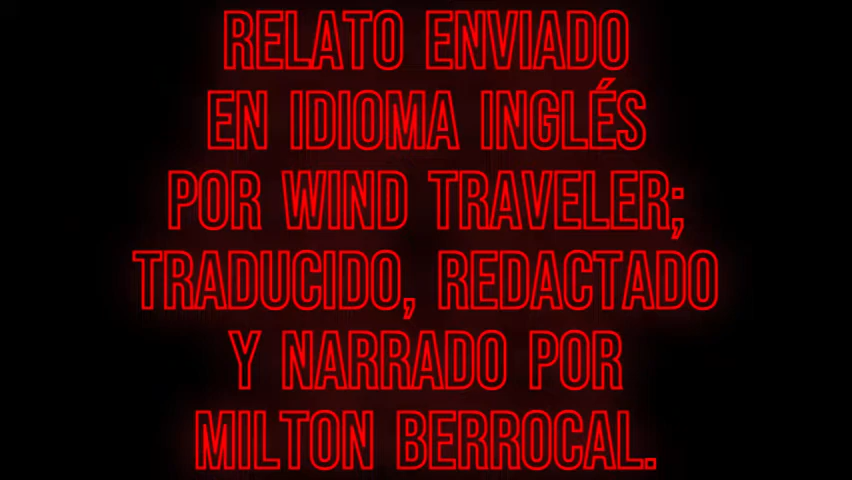 RELATO ENVIADO
EN IDIOMA INGLÉS
POR WIND TRAVELER;
TRADUCIDO, REDACTADO
Y NARRADO POR
MILTON BERROCAL.